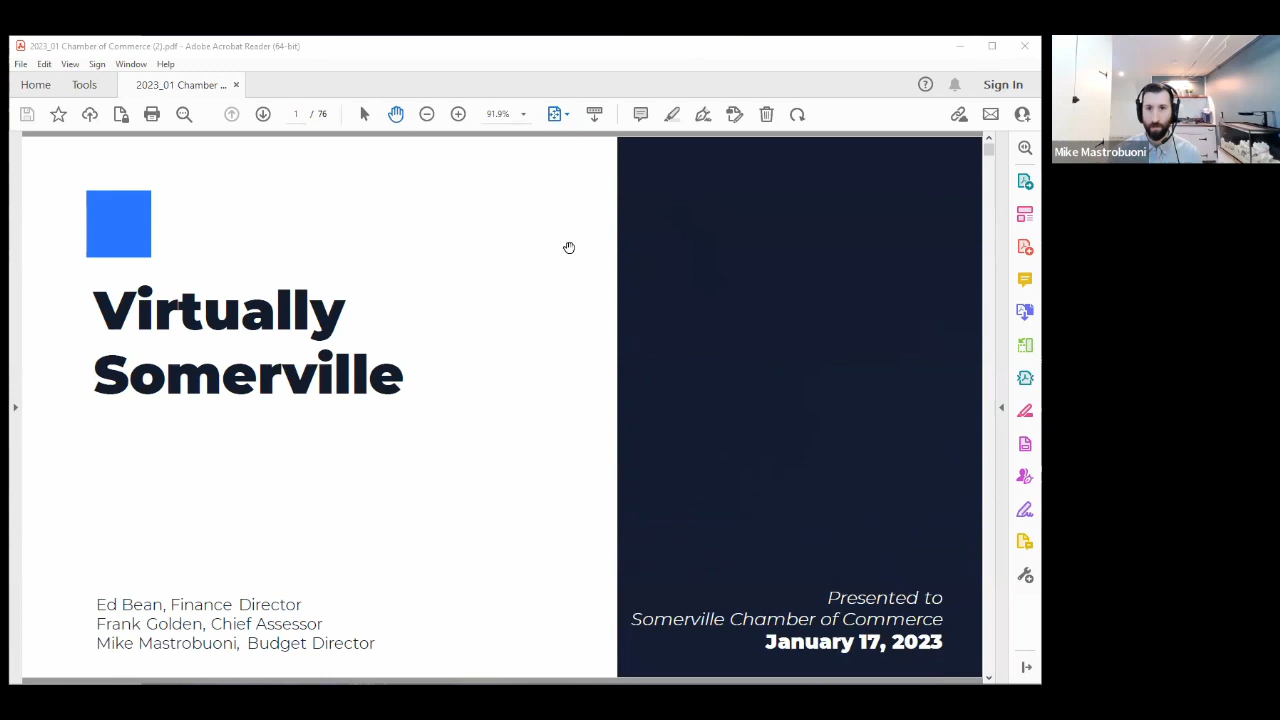 2023_01 Chamber of Commerce (2).pdf - Adobe Acrobat Reader (64-bit)
File Edit View Sign Window Help
Home Tools 2023_01 Chamber ... × Sign In
1 / 76 91.9%
Mike Mastrobuoni
Virtually
Somerville
Ed Bean, Finance Director
Frank Golden, Chief Assessor
Mike Mastrobuoni, Budget Director
Presented to
Somerville Chamber of Commerce
January 17, 2023